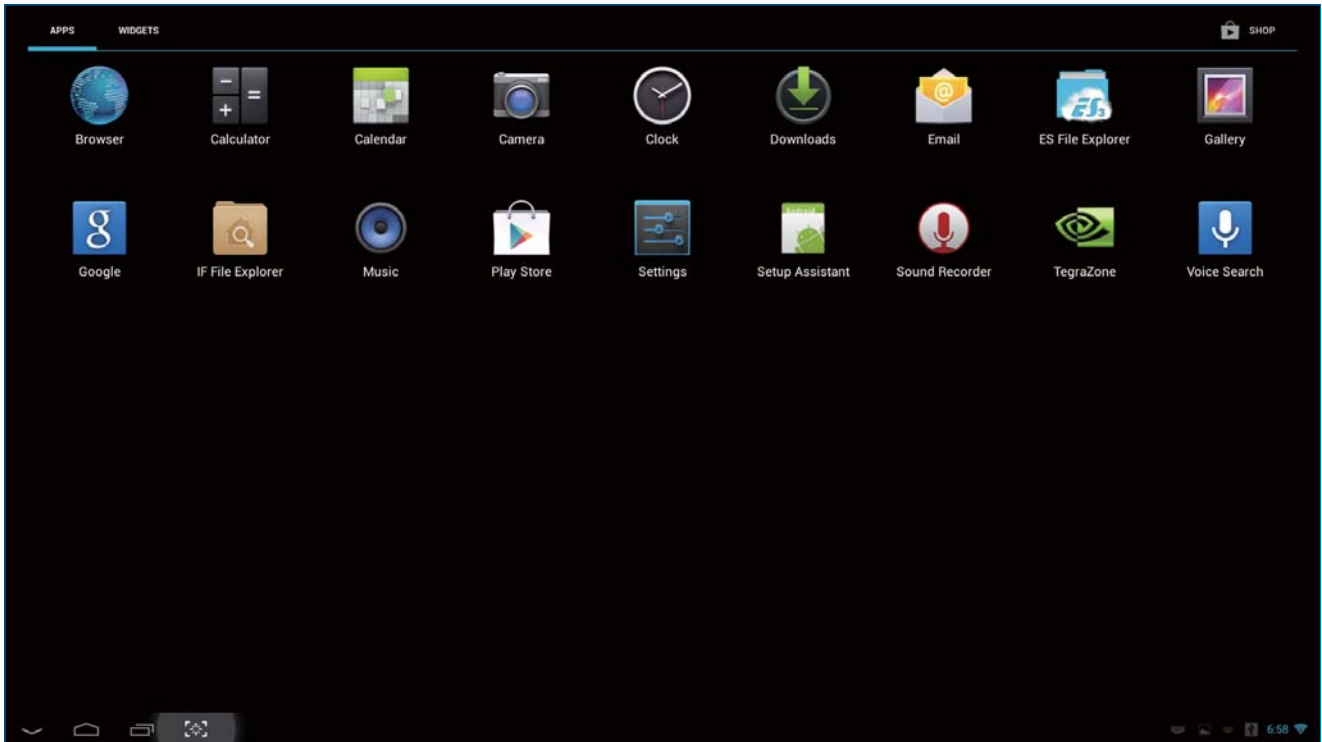 APPS WIDGETS SHOP
Browser Calculator Calendar Camera Clock Downloads Email ES File Explorer Gallery
Google IF File Explorer Music Play Store Settings Setup Assistant Sound Recorder TegraZone Voice Search
6:58